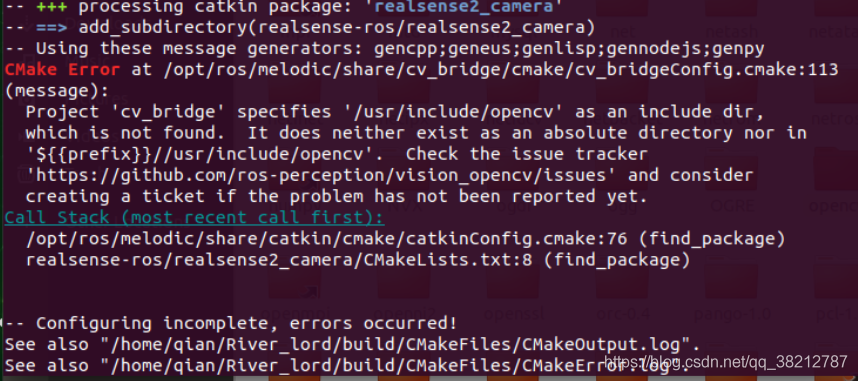 -- +++ processing catkin package: 'realsense2_camera'
-- ==> add_subdirectory(realsense-ros/realsense2_camera)
-- Using these message generators: gencpp;geneus;genlisp;gennodejs;genpy
CMake Error at /opt/ros/melodic/share/cv_bridge/cmake/cv_bridgeConfig.cmake:113
(message):
  Project 'cv_bridge' specifies '/usr/include/opencv' as an include dir,
  which is not found.  It does neither exist as an absolute directory nor in
  '${{prefix}}//usr/include/opencv'.  Check the issue tracker
  'https://github.com/ros-perception/vision_opencv/issues' and consider
  creating a ticket if the problem has not been reported yet.
Call Stack (most recent call first):
  /opt/ros/melodic/share/catkin/cmake/catkinConfig.cmake:76 (find_package)
  realsense-ros/realsense2_camera/CMakeLists.txt:8 (find_package)
-- Configuring incomplete, errors occurred!
See also "/home/qian/River_lord/build/CMakeFiles/CMakeOutput.log".
See also "/home/qian/River_lord/build/CMakeFiles/CMakeError.log".
https://blog.csdn.net/qq_38212787